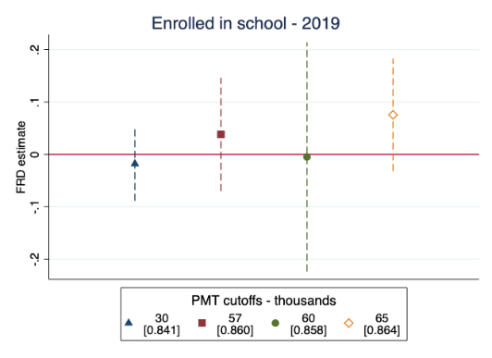 Enrolled in school - 2019
FRD estimate
.2
.1
0
-.1
-.2
PMT cutoffs - thousands
30 57 60 65
[0.841] [0.860] [0.858] [0.864]